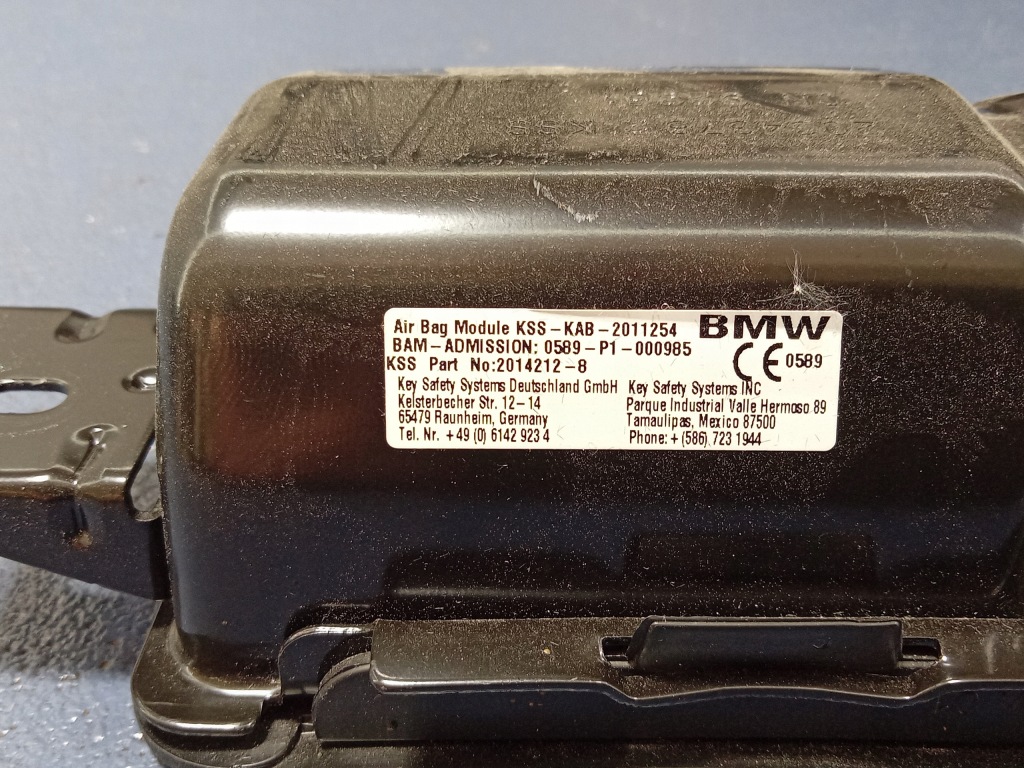 KSS
Air Bag Module KSS-KAB-2011254
BMW
BAM-ADMISSION: 0589-P1-000985
CE 0589
KSS Part No:2014212-8
Key Safety Systems Deutschland GmbH
Kelsterbecher Str. 12-14
65479 Raunheim, Germany
Tel. Nr. +49 (0) 6142 923 4
Key Safety Systems INC
Parque Industrial Valle Hermoso 89
Tamaulipas, Mexico 87500
Phone: + (586) 723 1944